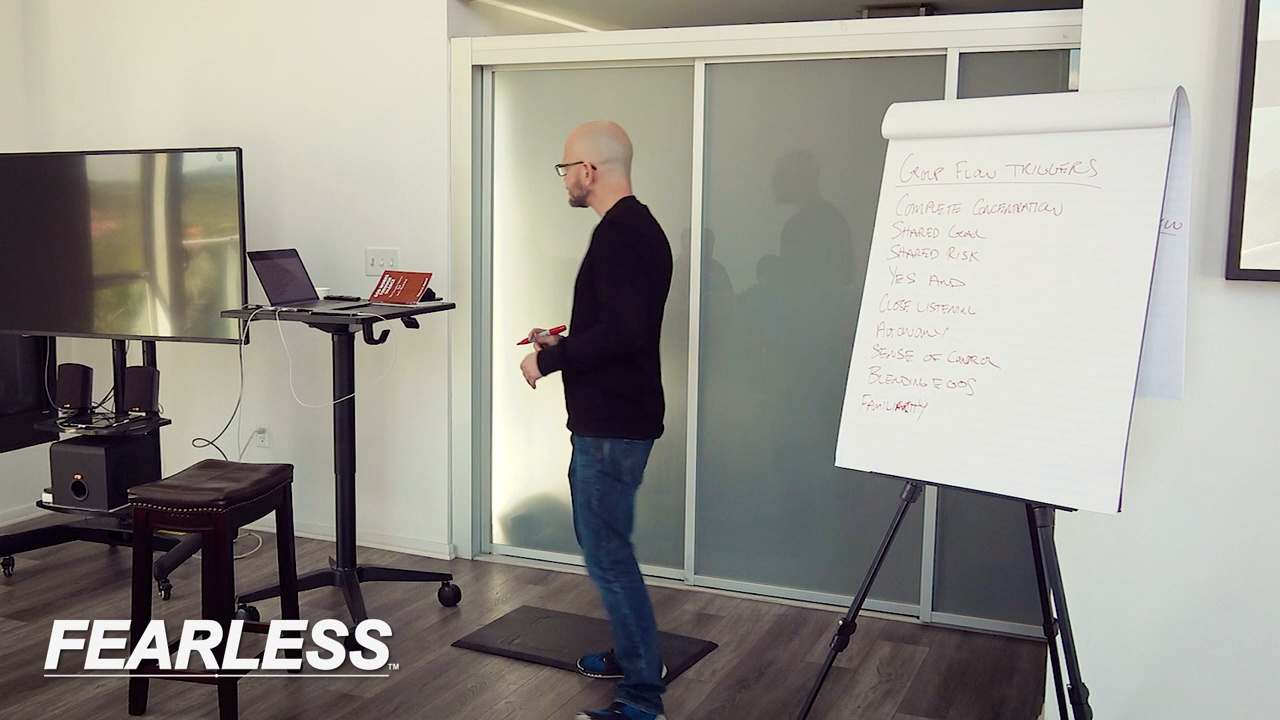 GROUP FLOW TRIGGERS
COMPLETE CONCENTRATION
SHARED GOAL
SHARED RISK
YES AND
CLOSE LISTENING
AUTONOMY
SENSE OF CONTROL
BLENDING EGOS
FAMILIARITY
FEARLESS™